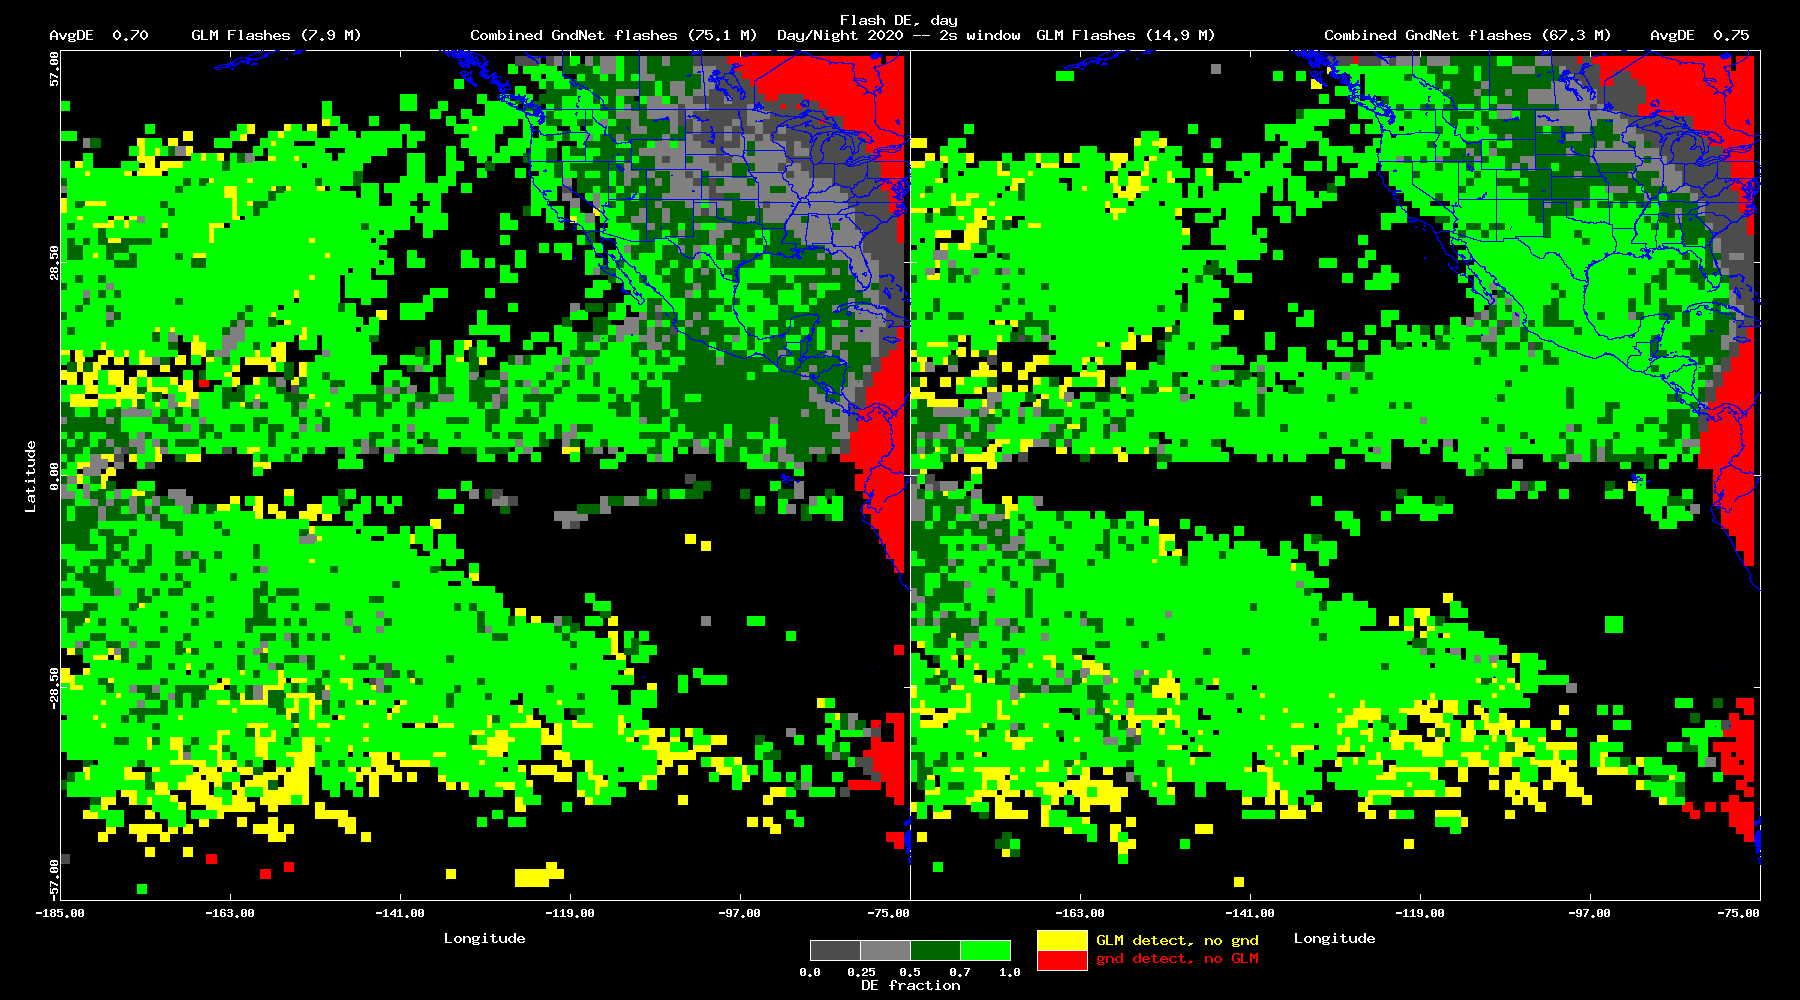 Flash DE, day
AvgDE 0.70 GLM Flashes (7.9 M) Combined GndNet flashes (75.1 M) Day/Night 2020 -- 2s window GLM Flashes (14.9 M) Combined GndNet flashes (67.3 M) AvgDE 0.75
57.00
28.50
0.00
-28.50
-57.00
Latitude
-185.00 -163.00 -141.00 -119.00 -97.00 -75.00 -163.00 -141.00 -119.00 -97.00 -75.00
Longitude Longitude
GLM detect, no gnd
gnd detect, no GLM
0.0 0.25 0.5 0.7 1.0
DE fraction